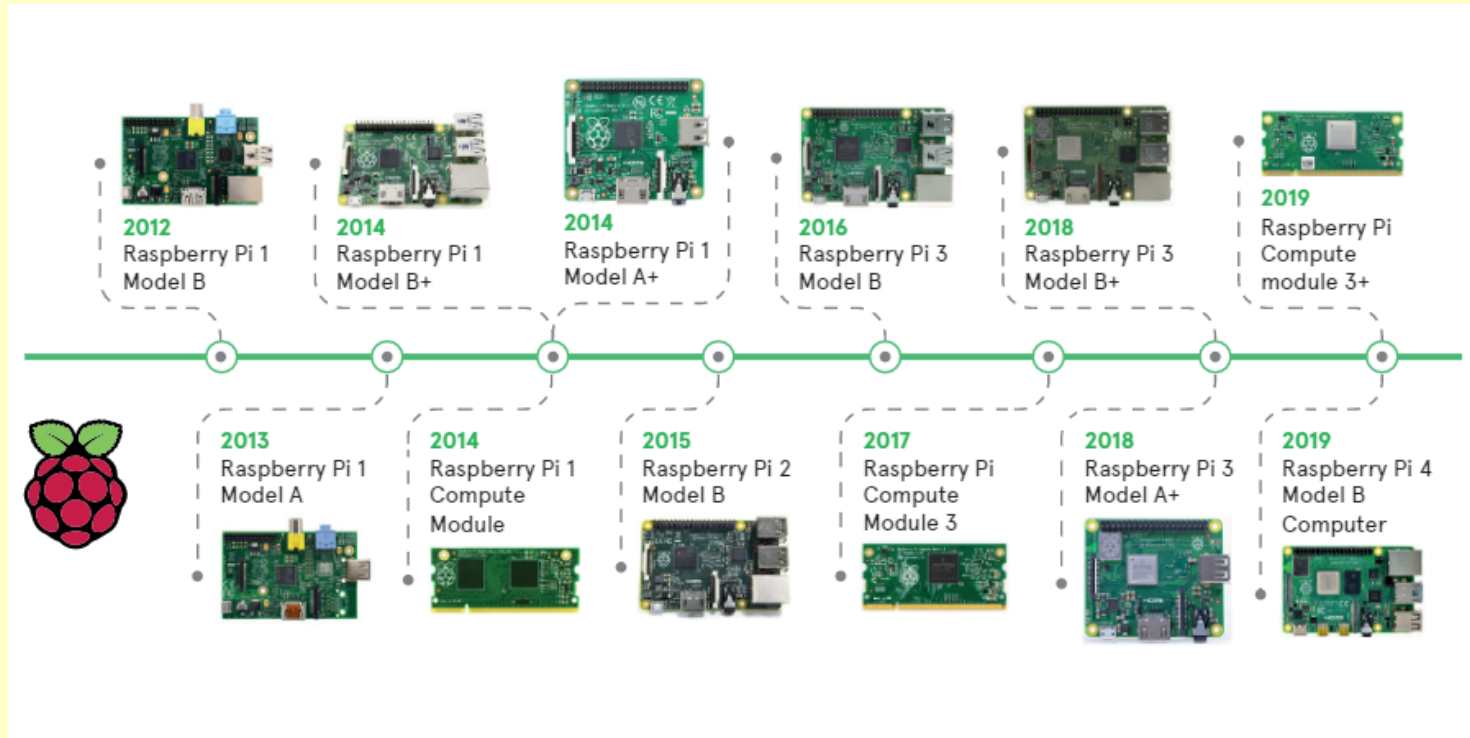 2012
Raspberry Pi 1
Model B
2014
Raspberry Pi 1
Model B+
2014
Raspberry Pi 1
Model A+
2016
Raspberry Pi 3
Model B
2018
Raspberry Pi 3
Model B+
2019
Raspberry Pi
Compute
module 3+
2013
Raspberry Pi 1
Model A
2014
Raspberry Pi 1
Compute
Module
2015
Raspberry Pi 2
Model B
2017
Raspberry Pi
Compute
Module 3
2018
Raspberry Pi 3
Model A+
2019
Raspberry Pi 4
Model B
Computer